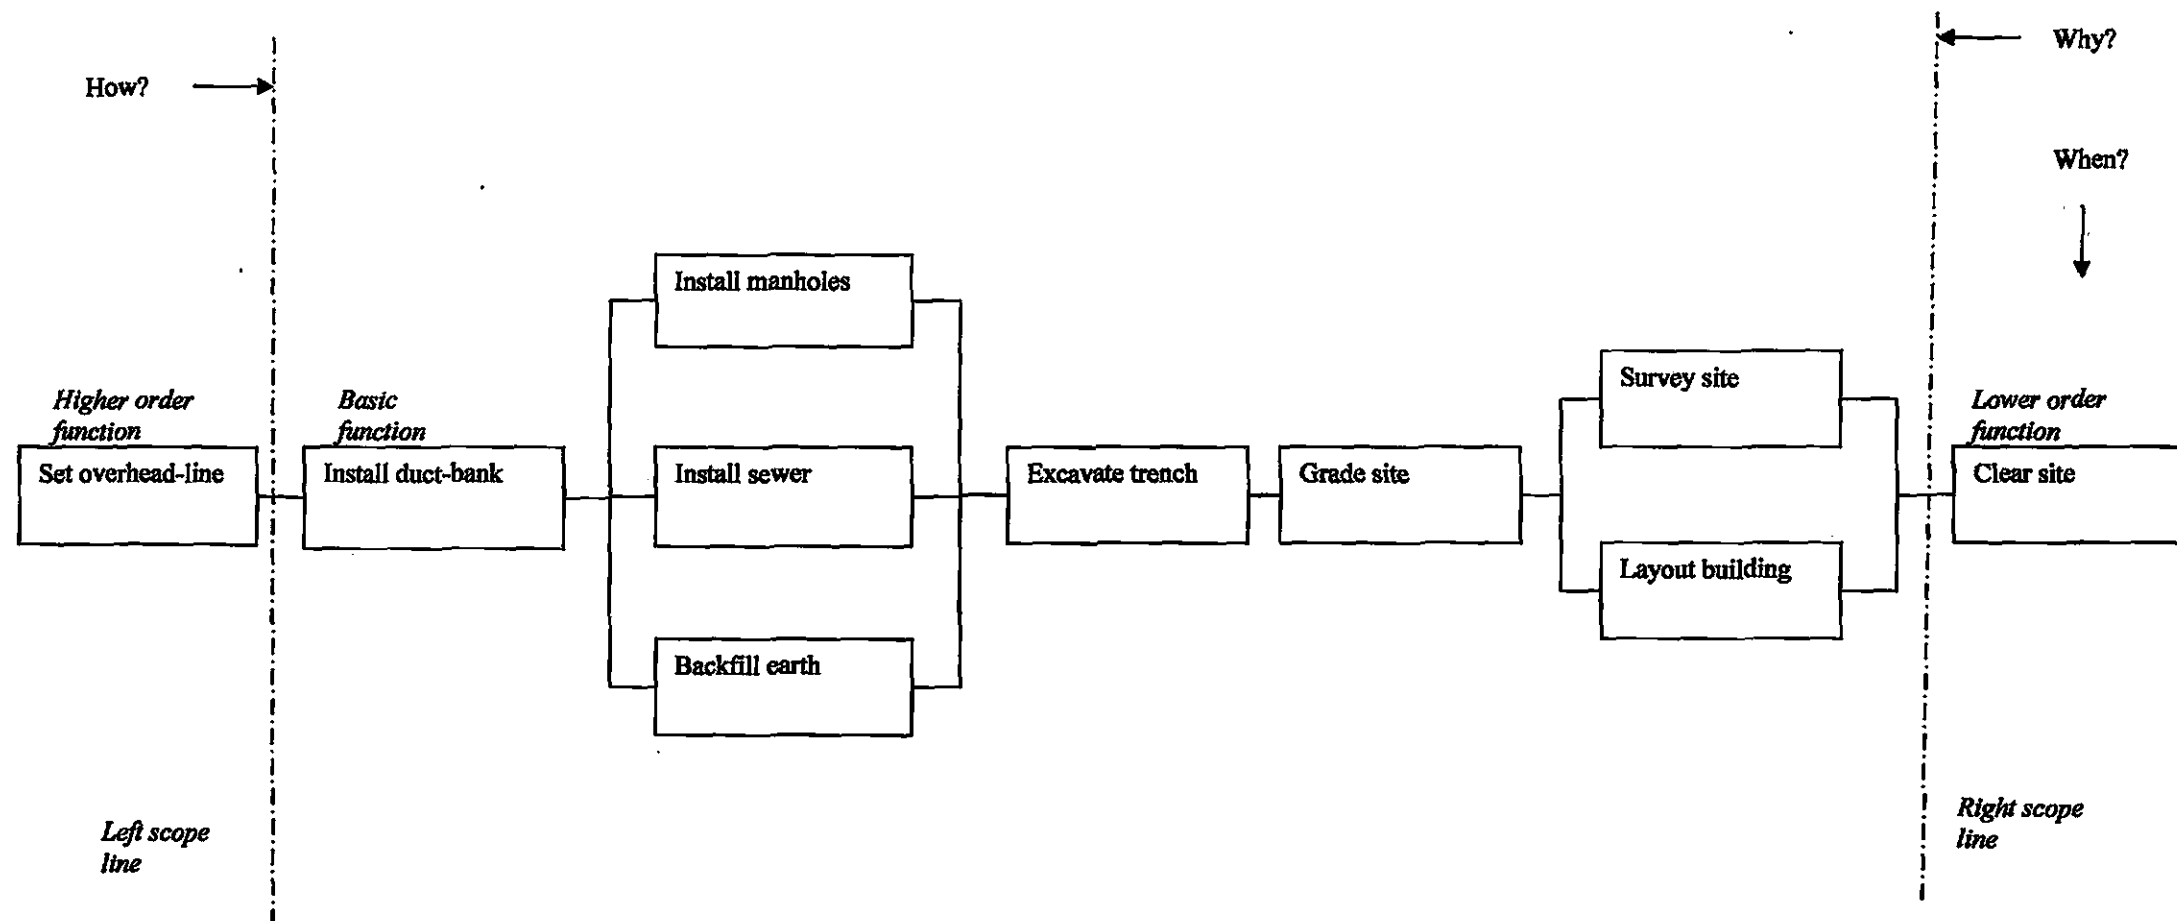 How?
Why?
When?
Install manholes
Survey site
Higher order
function
Basic
function
Lower order
function
Set overhead-line
Install duct-bank
Install sewer
Excavate trench
Grade site
Clear site
Layout building
Backfill earth
Left scope
line
Right scope
line